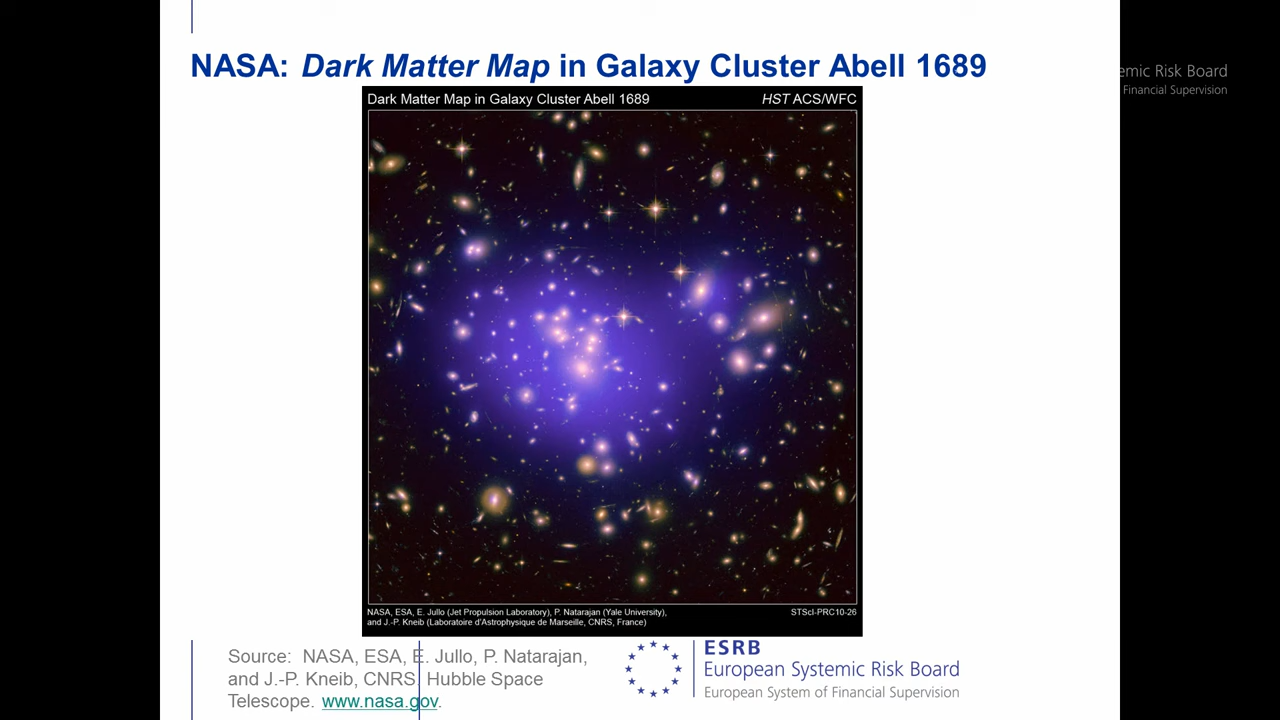 NASA: Dark Matter Map in Galaxy Cluster Abell 1689
emic Risk Board
Financial Supervision
Dark Matter Map in Galaxy Cluster Abell 1689 HST ACS/WFC
NASA, ESA, E. Jullo (Jet Propulsion Laboratory), P. Natarajan (Yale University),
and J.-P. Kneib (Laboratoire d'Astrophysique de Marseille, CNRS, France)
STScI-PRC10-26
Source: NASA, ESA, E. Jullo, P. Natarajan,
and J.-P. Kneib, CNRS, Hubble Space
Telescope. www.nasa.gov.
ESRB
European Systemic Risk Board
European System of Financial Supervision